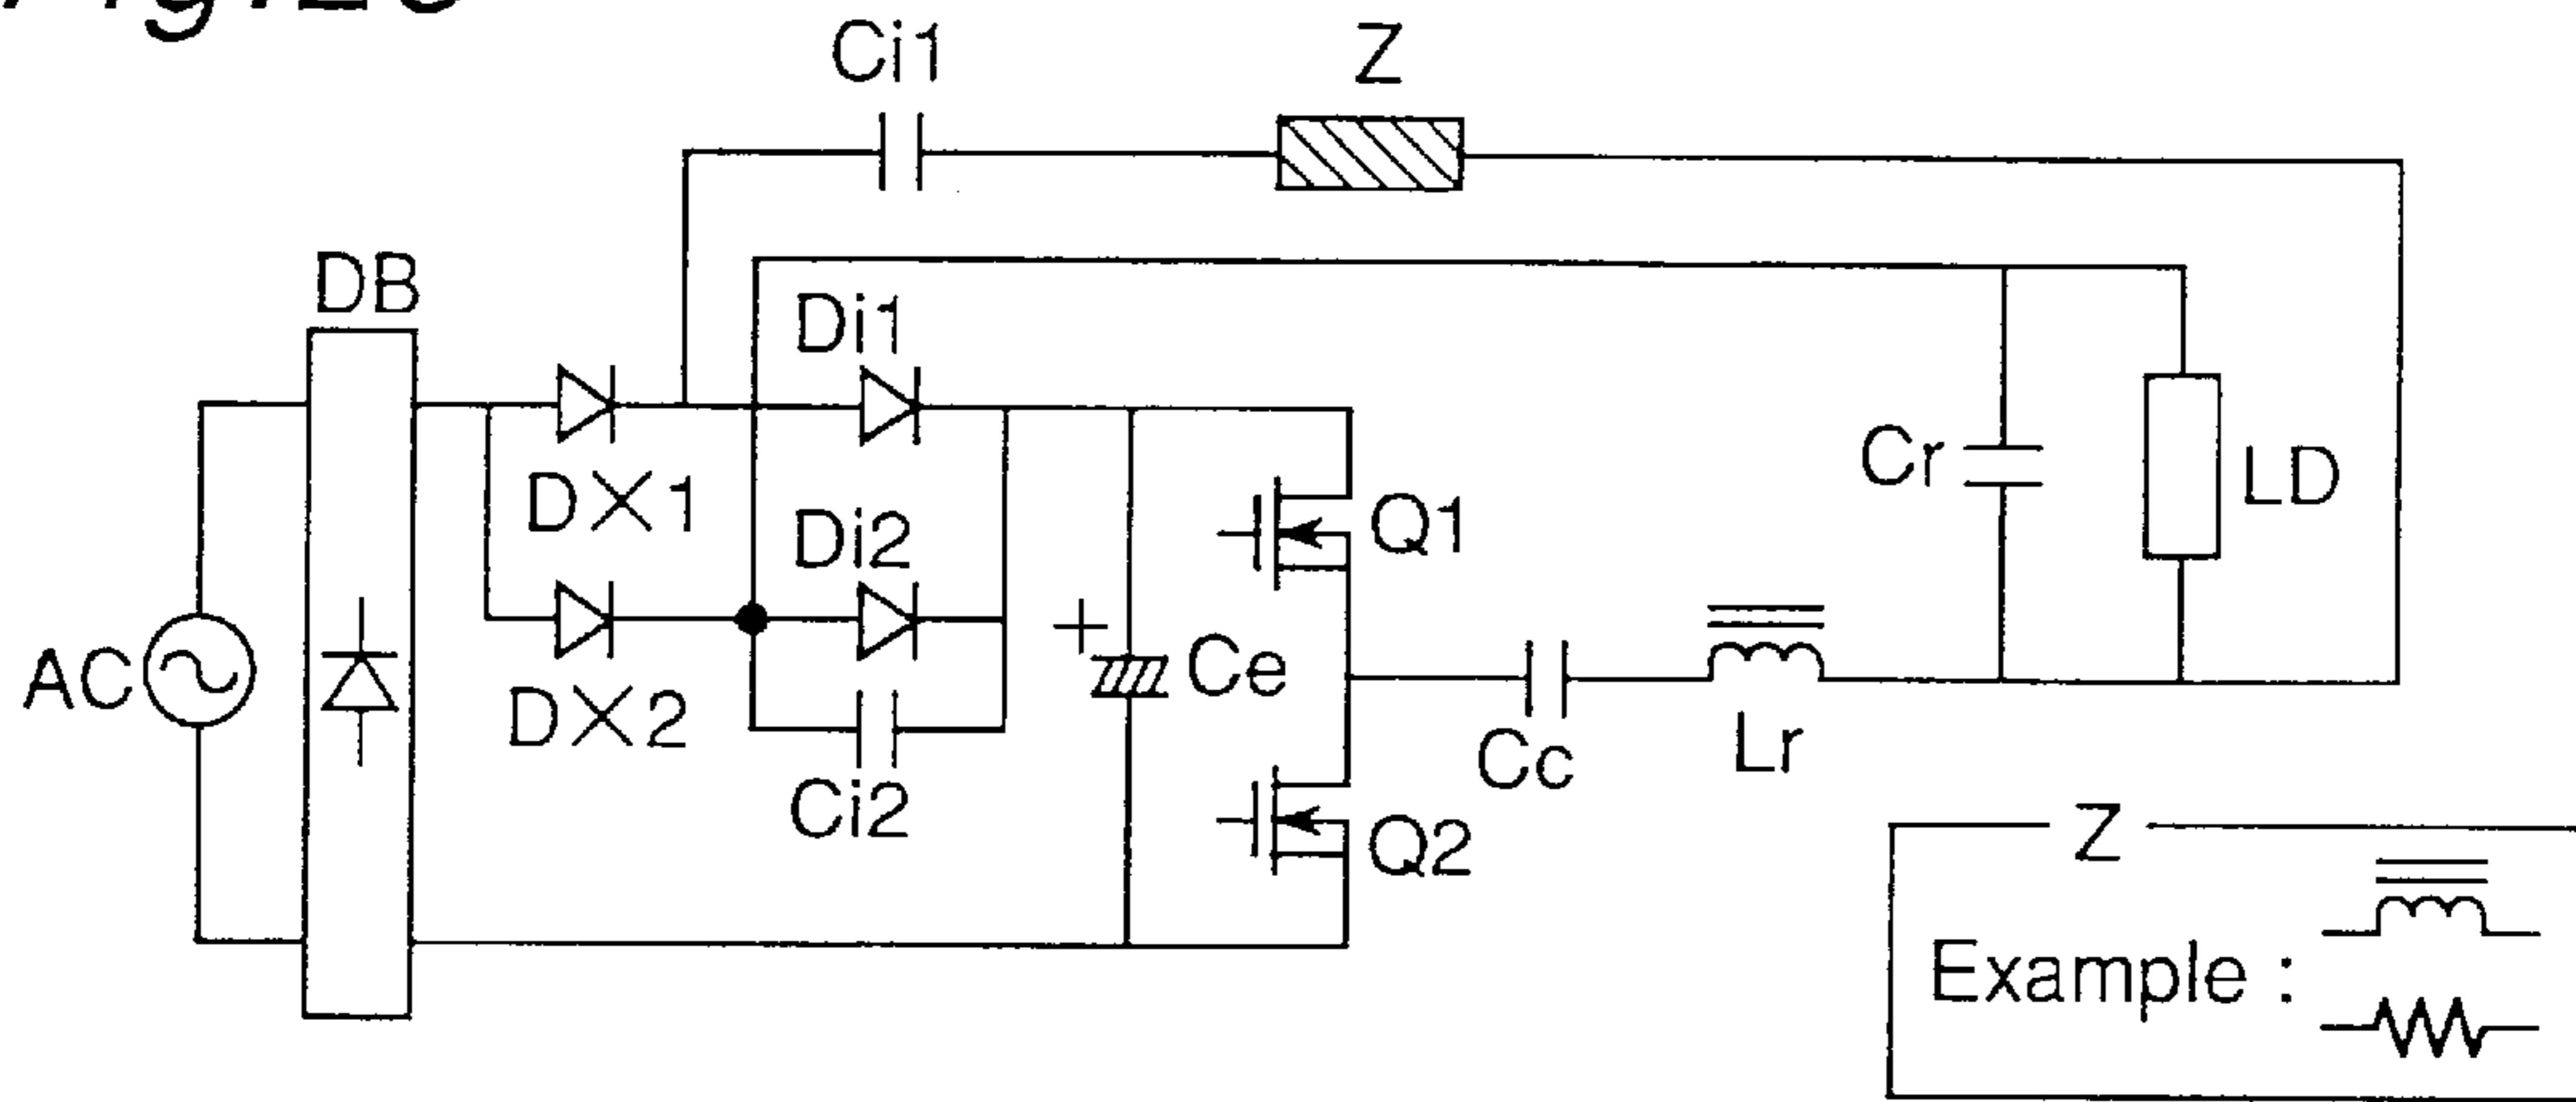 Ci1
Z
DB
Di1
DX1
Cr
LD
Di2
Q1
AC
DX2
+
Ce
Ci2
Cc
Lr
Q2
Z
Example :